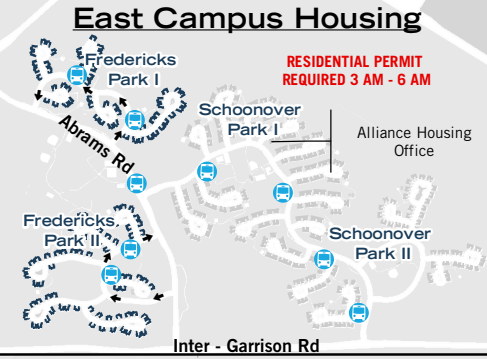 East Campus Housing
Fredericks
Park I
RESIDENTIAL PERMIT
REQUIRED 3 AM - 6 AM
Schoonover
Park I
Alliance Housing
Office
Abrams Rd
Fredericks
Park II
Schoonover
Park II
Inter - Garrison Rd